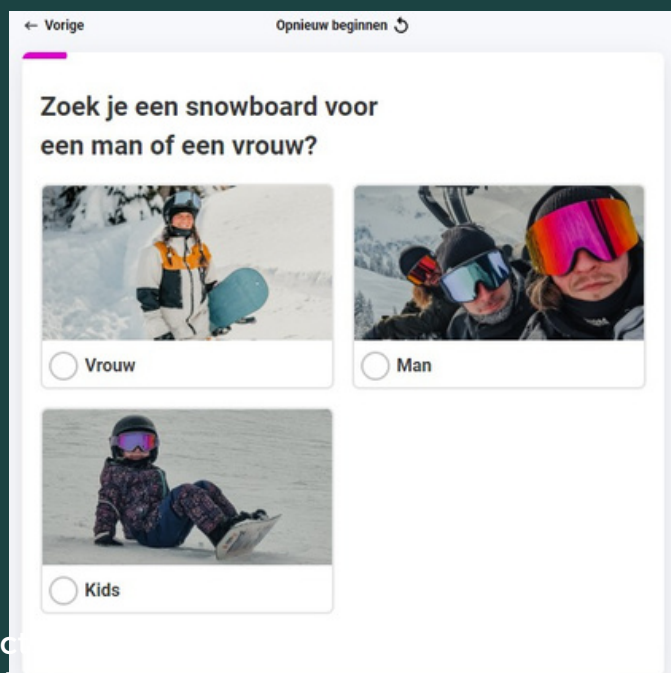 ← Vorige
Opnieuw beginnen
Zoek je een snowboard voor
een man of een vrouw?
Vrouw
Man
Kids